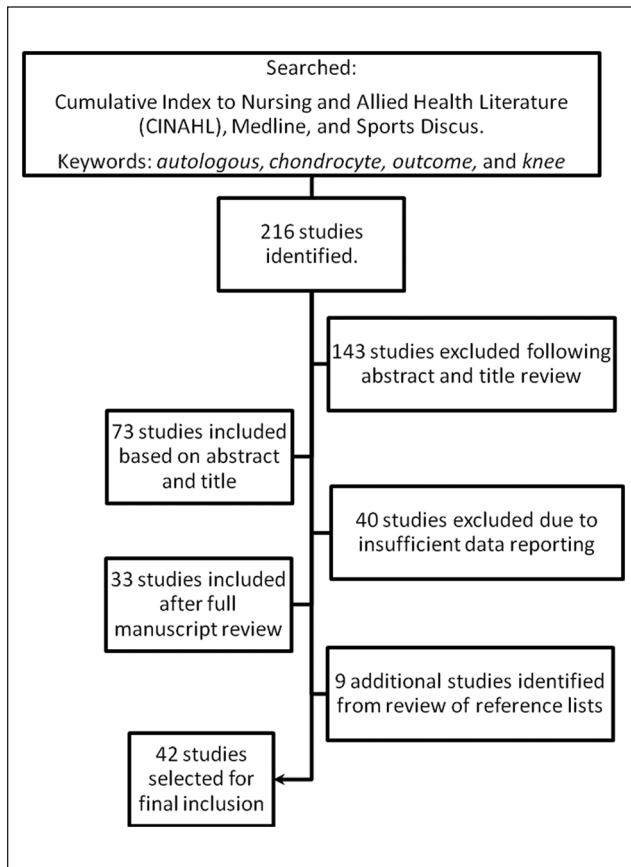 Searched:
Cumulative Index to Nursing and Allied Health Literature
(CINAHL), Medline, and Sports Discus.
Keywords: autologous, chondrocyte, outcome, and knee
216 studies
identified.
143 studies excluded following
abstract and title review
73 studies included
based on abstract
and title
40 studies excluded due to
insufficient data reporting
33 studies included
after full
manuscript review
9 additional studies identified
from review of reference lists
42 studies
selected for
final inclusion